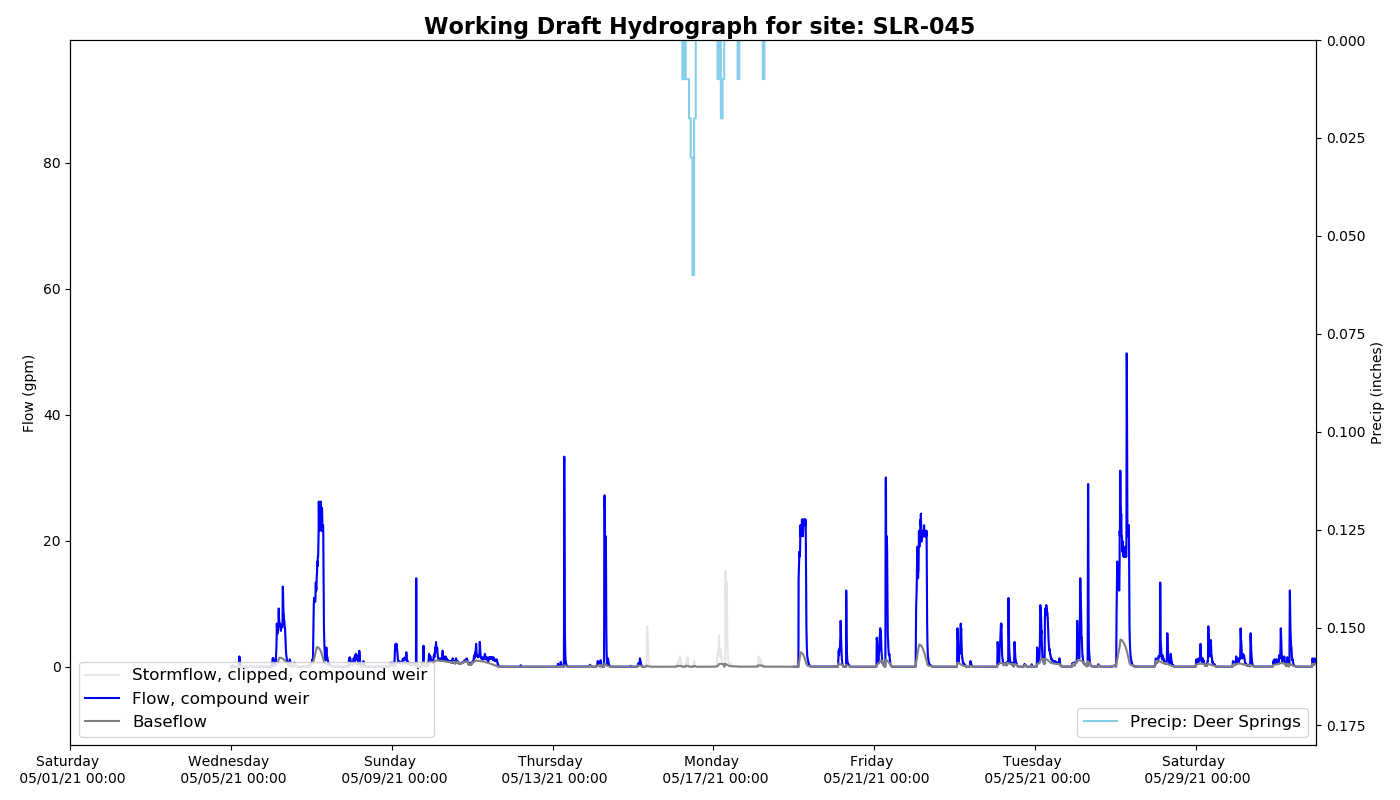 Working Draft Hydrograph for site: SLR-045
Flow (gpm)
80
60
40
20
0
0.000
0.025
0.050
0.075
0.100
0.125
0.150
0.175
Precip (inches)
Stormflow, clipped, compound weir
Flow, compound weir
Baseflow
Precip: Deer Springs
Saturday
05/01/21 00:00
Wednesday
05/05/21 00:00
Sunday
05/09/21 00:00
Thursday
05/13/21 00:00
Monday
05/17/21 00:00
Friday
05/21/21 00:00
Tuesday
05/25/21 00:00
Saturday
05/29/21 00:00